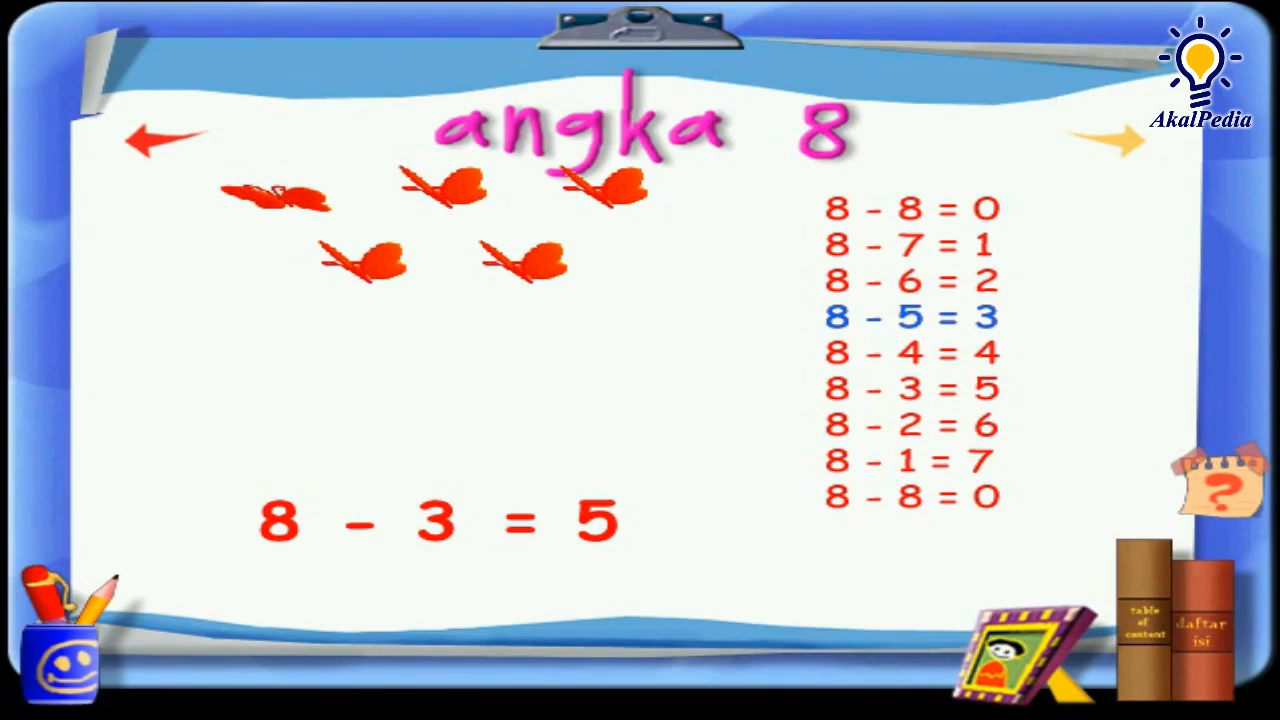 AkalPedia
angka 8
8 - 8 = 0
8 - 7 = 1
8 - 6 = 2
8 - 5 = 3
8 - 4 = 4
8 - 3 = 5
8 - 2 = 6
8 - 1 = 7
8 - 8 = 0
8 - 3 = 5
?
table
of
content
daftar
isi